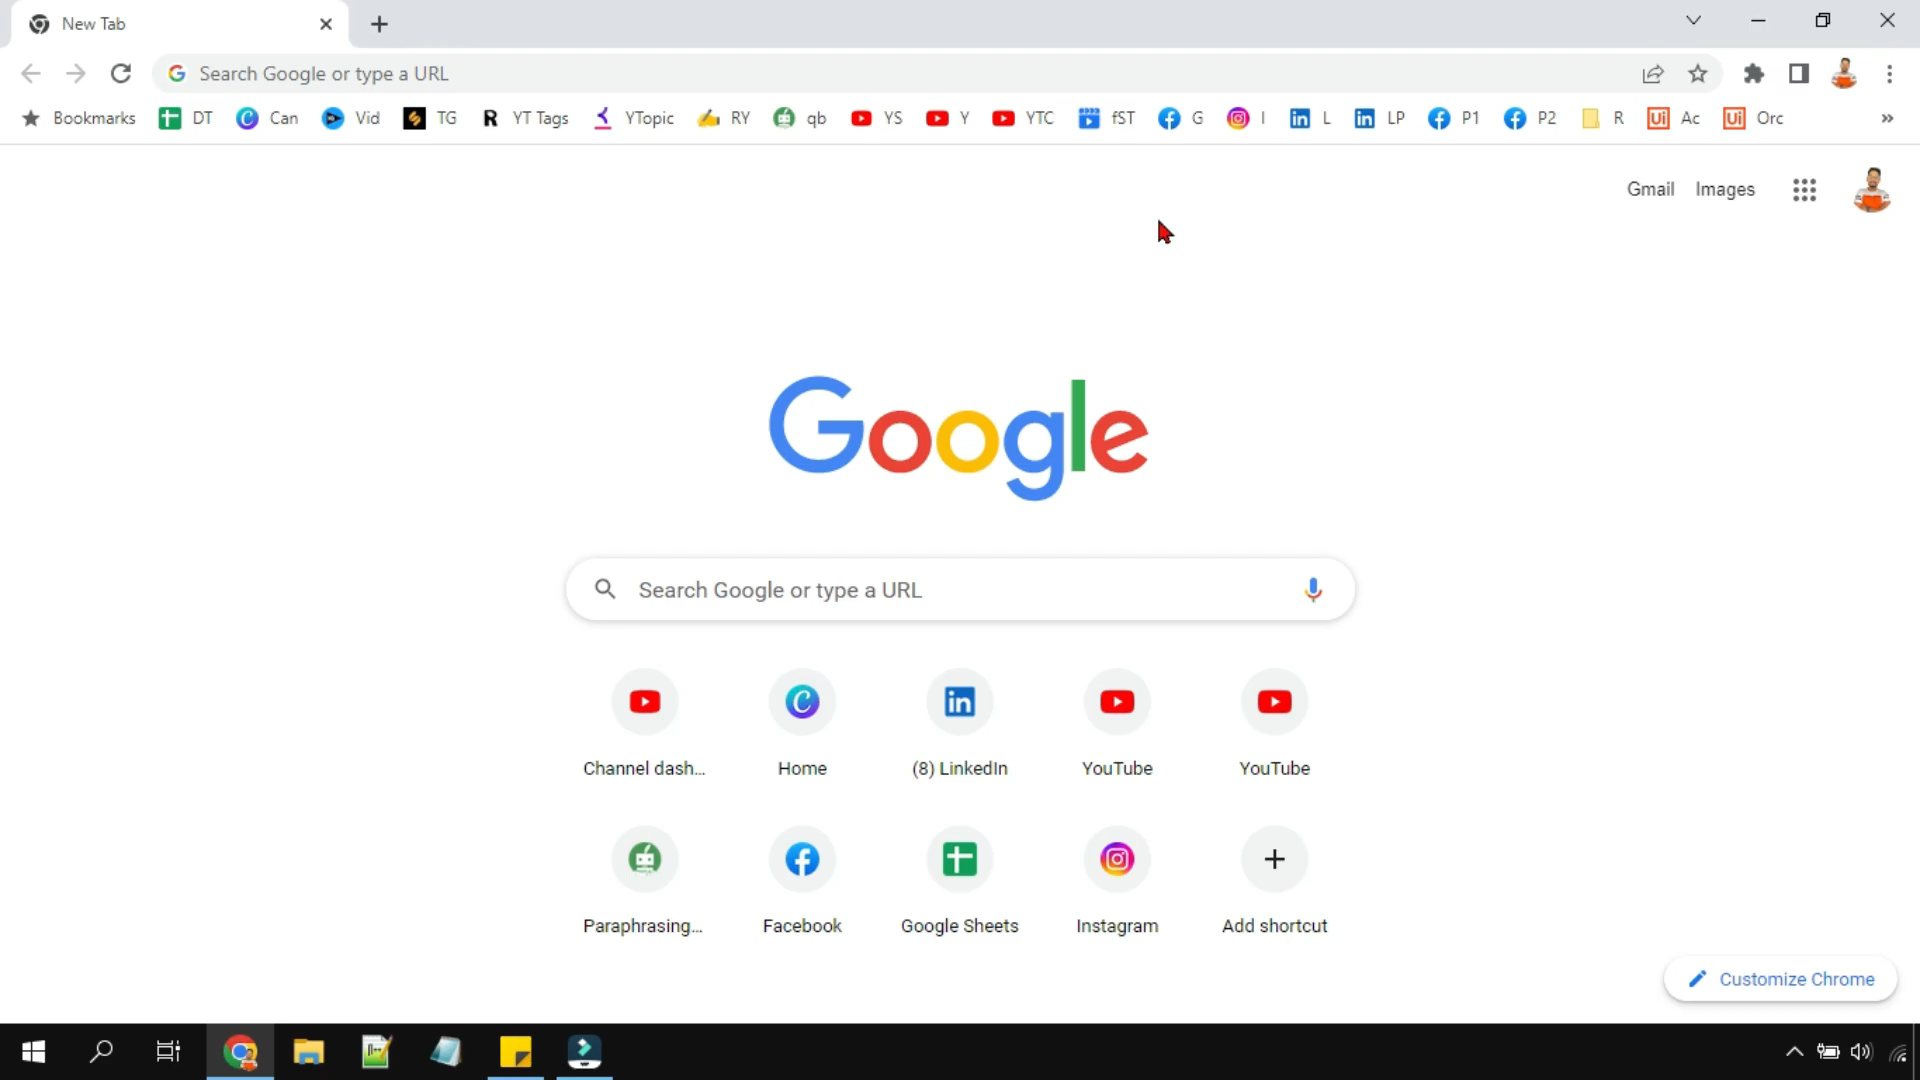 New Tab
Search Google or type a URL
Bookmarks DT Can Vid TG YT Tags YTopic RY qb YS Y YTC fST G I L LP P1 P2 R Ac Orc
Gmail Images
Google
Search Google or type a URL
Channel dash... Home (8) LinkedIn YouTube YouTube
Paraphrasing... Facebook Google Sheets Instagram Add shortcut
Customize Chrome